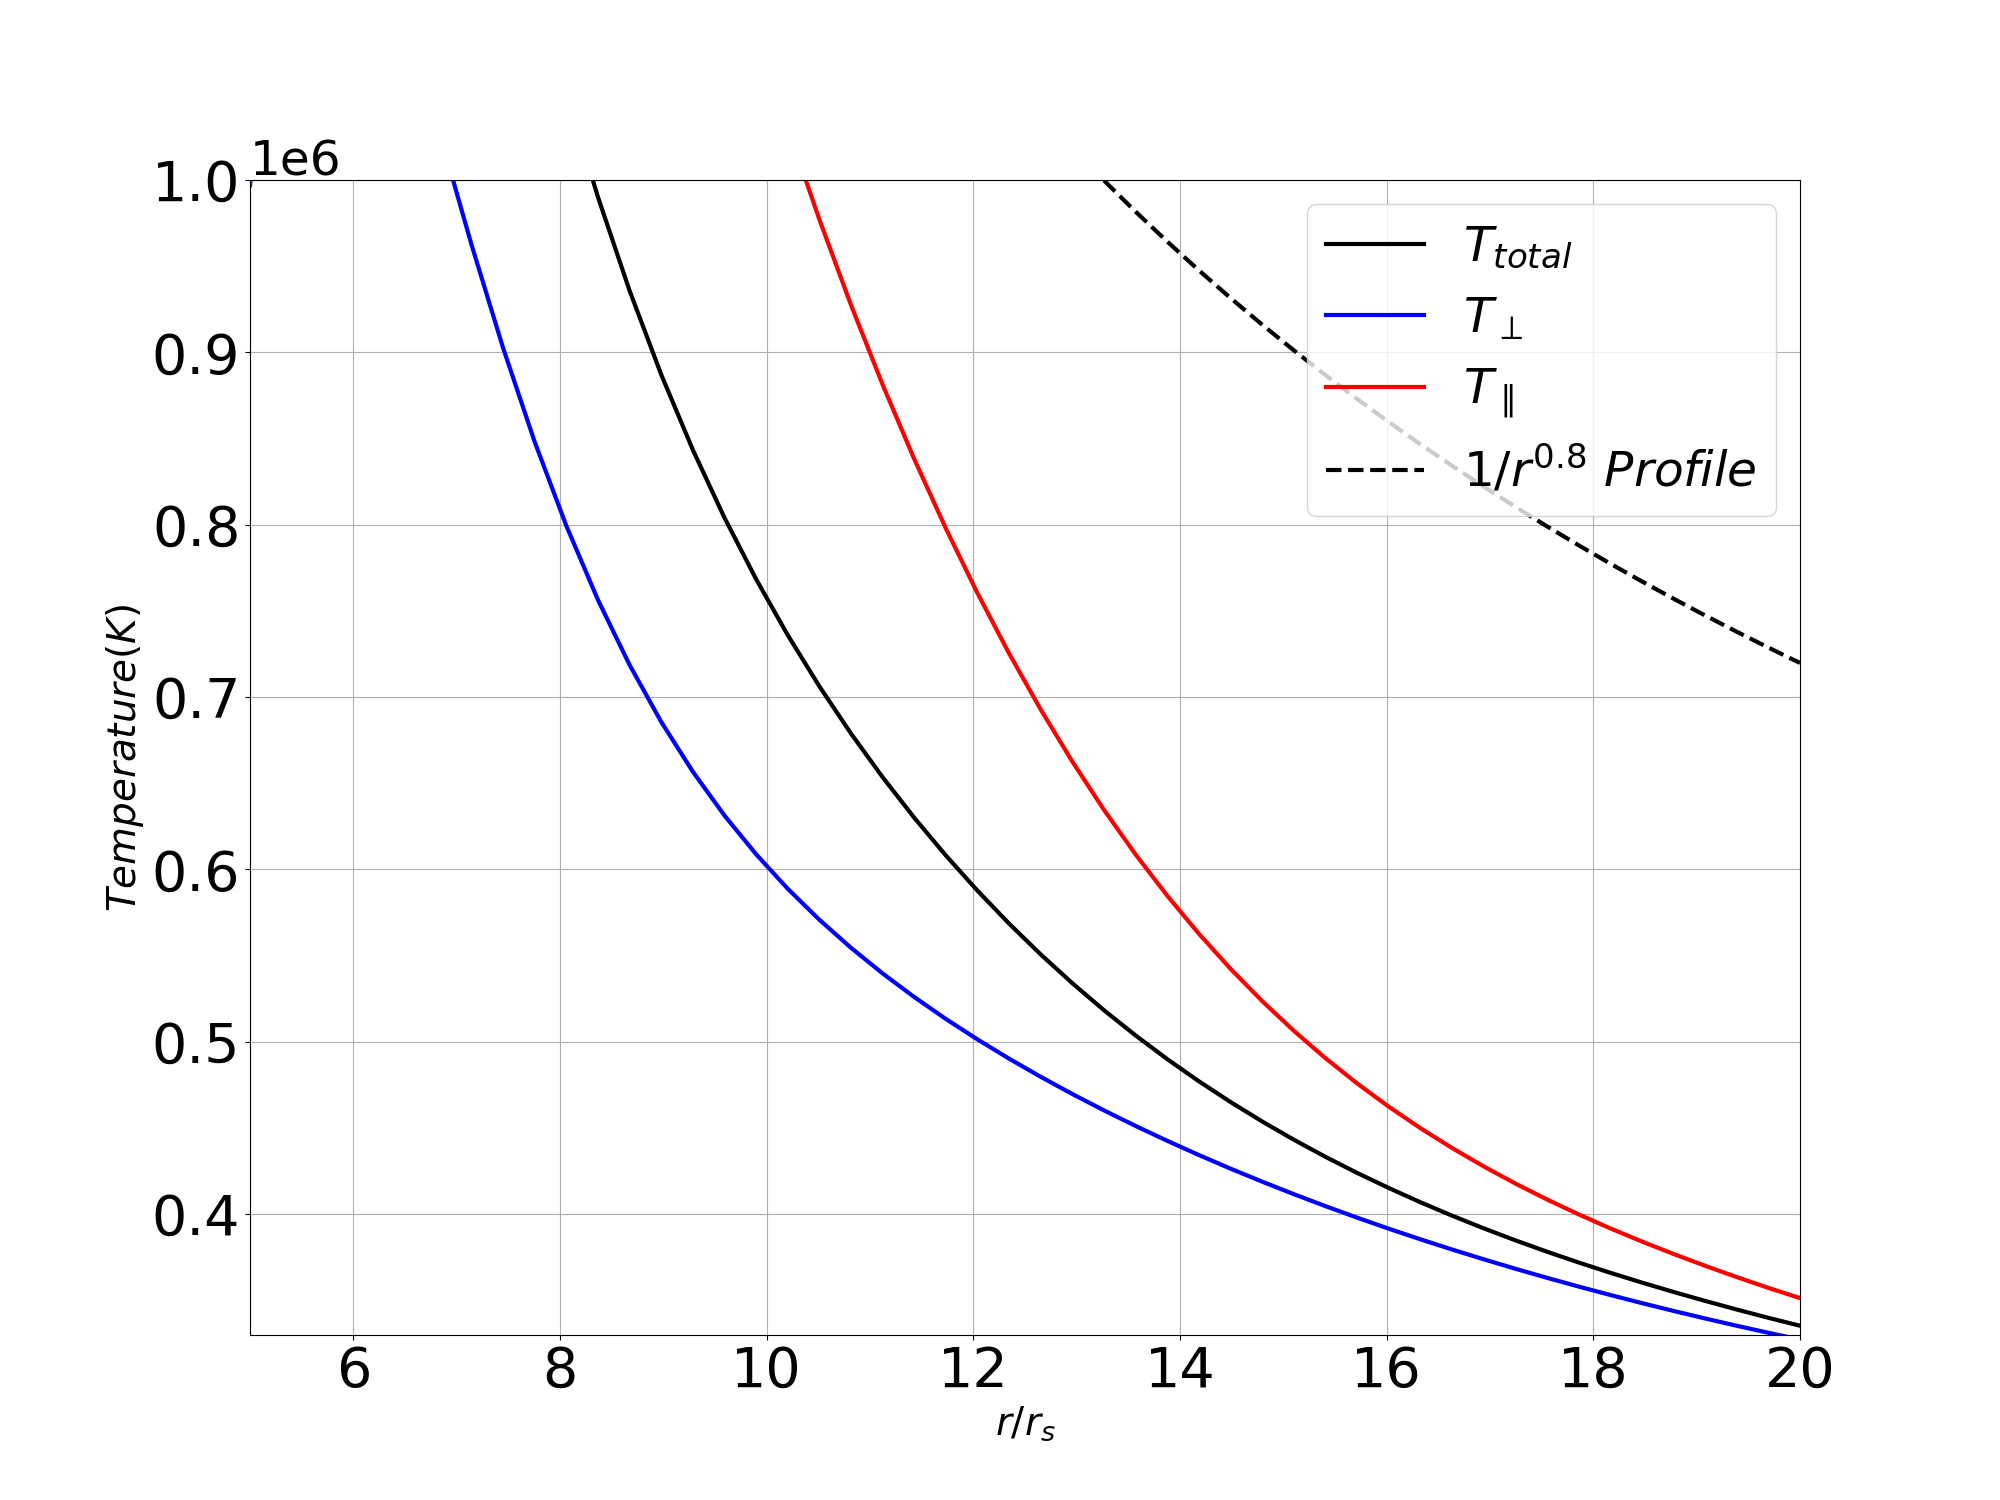 1e6
1.0
0.9
0.8
0.7
0.6
0.5
0.4
Temperature(K)
6 8 10 12 14 16 18 20
r/r_s
T_total
T_⊥
T_∥
1/r^0.8 Profile